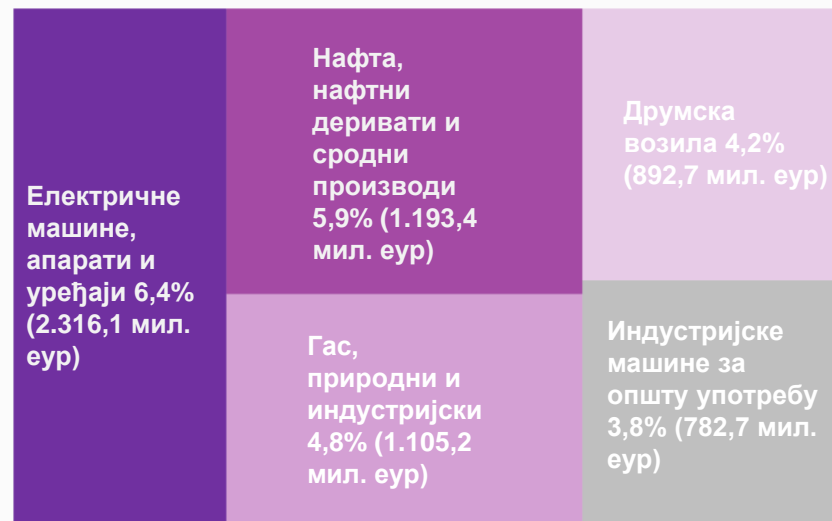 Електричне
машине,
апарати и
уређаји 6,4%
(2.316,1 мил.
еур)
Нафта,
нафтни
деривати и
сродни
производи
5,9% (1.193,4
мил. еур)
Гас,
природни и
индустријски
4,8% (1.105,2
мил. еур)
Друмска
возила 4,2%
(892,7 мил. еур)
Индустријске
машине за
општу употребу
3,8% (782,7 мил.
еур)